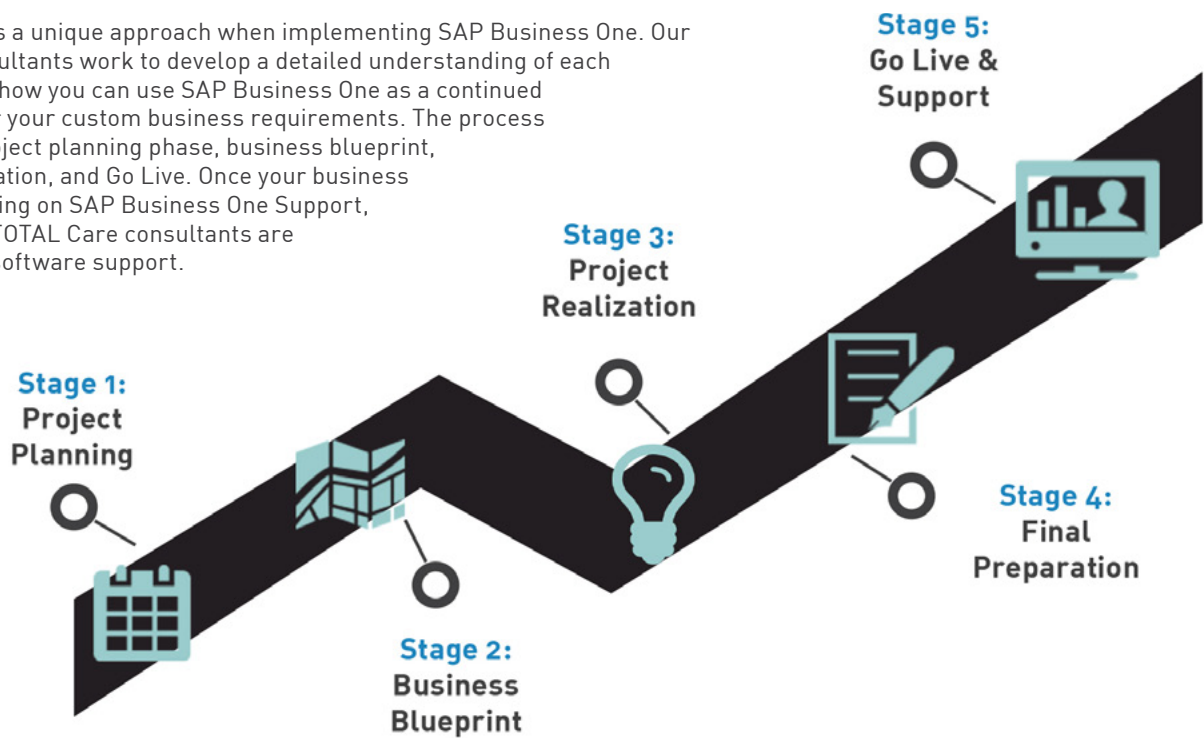 s a unique approach when implementing SAP Business One. Our
ultants work to develop a detailed understanding of each
how you can use SAP Business One as a continued
your custom business requirements. The process
ject planning phase, business blueprint,
ation, and Go Live. Once your business
ing on SAP Business One Support,
TOTAL Care consultants are
software support.
Stage 1:
Project
Planning
Stage 2:
Business
Blueprint
Stage 3:
Project
Realization
Stage 4:
Final
Preparation
Stage 5:
Go Live &
Support